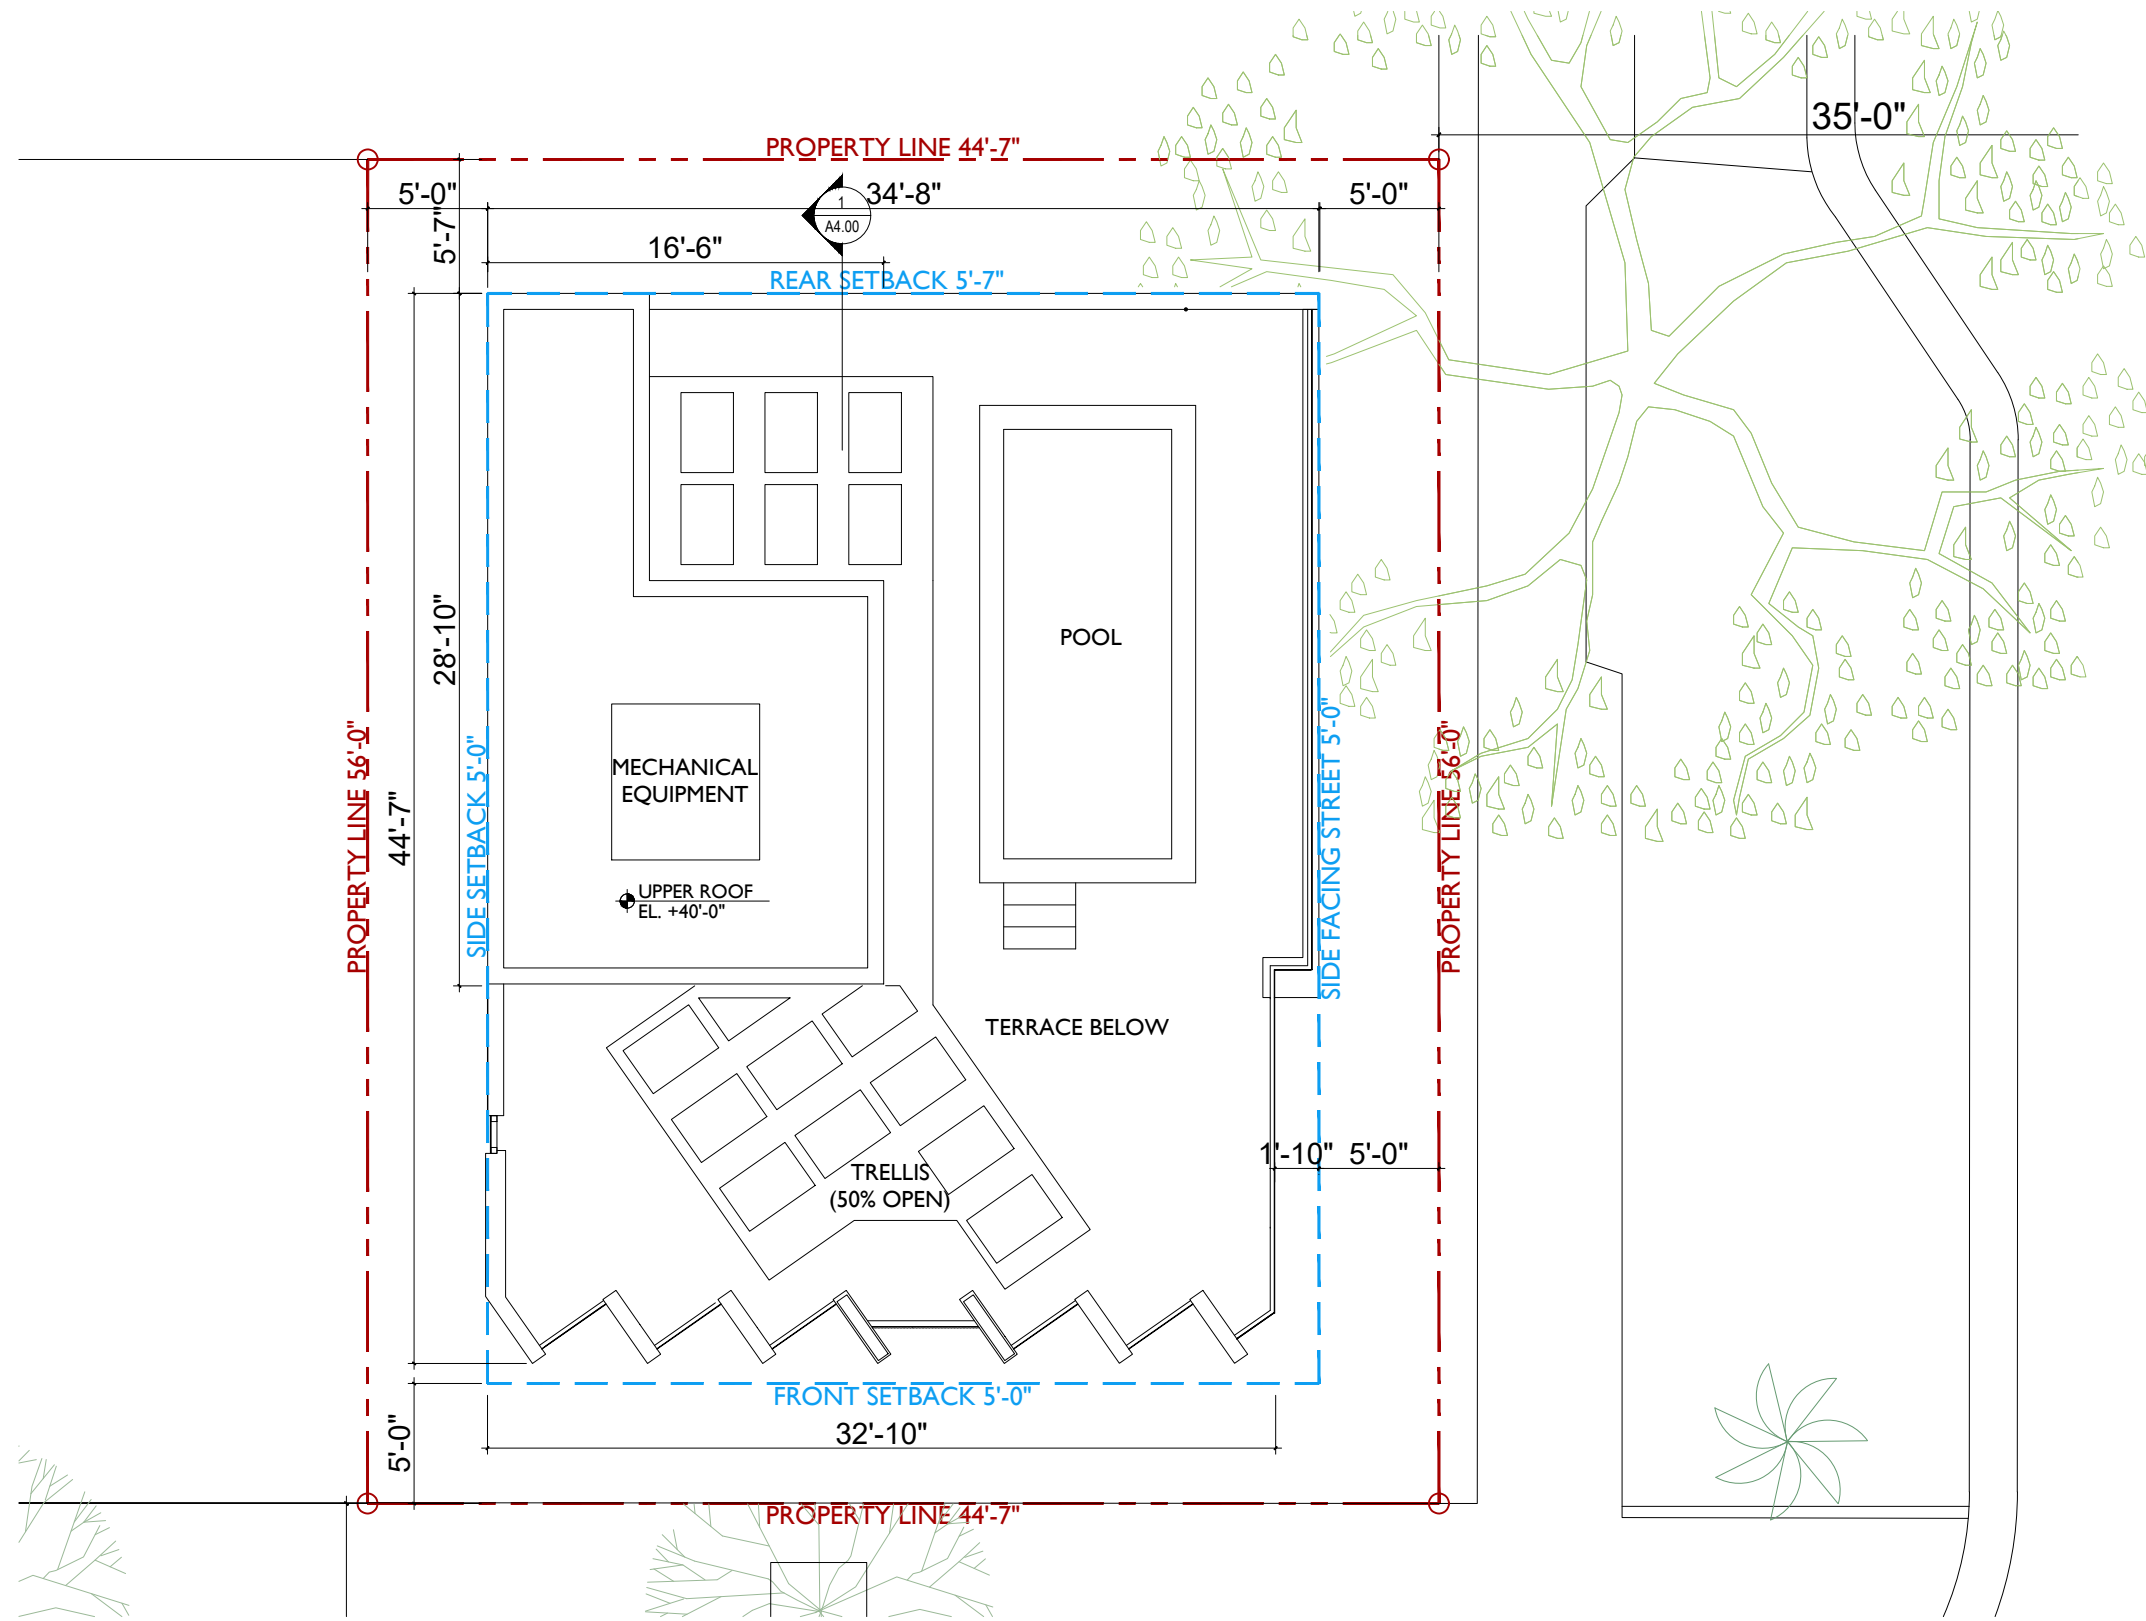 35'-0"
PROPERTY LINE 44'-7"
5'-0"
34'-8"
5'-0"
1
A4.00
5'-7"
16'-6"
REAR SETBACK 5'-7"
28'-10"
POOL
PROPERTY LINE 56'-0"
44'-7"
SIDE SETBACK 5'-0"
MECHANICAL
EQUIPMENT
SIDE FACING STREET 5'-0"
PROPERTY LINE 56'-0"
UPPER ROOF
EL. +40'-0"
TERRACE BELOW
1'-10"
5'-0"
TRELLIS
(50% OPEN)
FRONT SETBACK 5'-0"
5'-0"
32'-10"
PROPERTY LINE 44'-7"